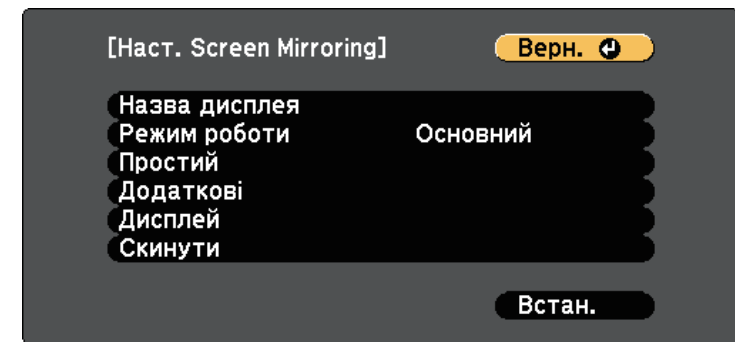 [Наст. Screen Mirroring] Верн.
Назва дисплея
Режим роботи Основний
Простий
Додаткові
Дисплей
Скинути
Встан.